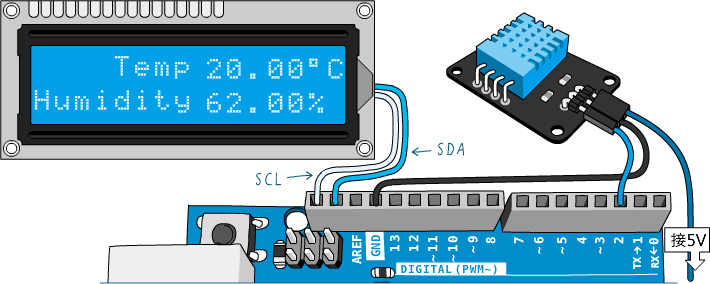 Temp 20.00°C
Humidity 62.00%
SCL
SDA
接5V
AREF
GND
13
12
~11
~10
~9
8
7
~6
~5
4
~3
2
TX→1
RX←0
DIGITAL (PWM~)